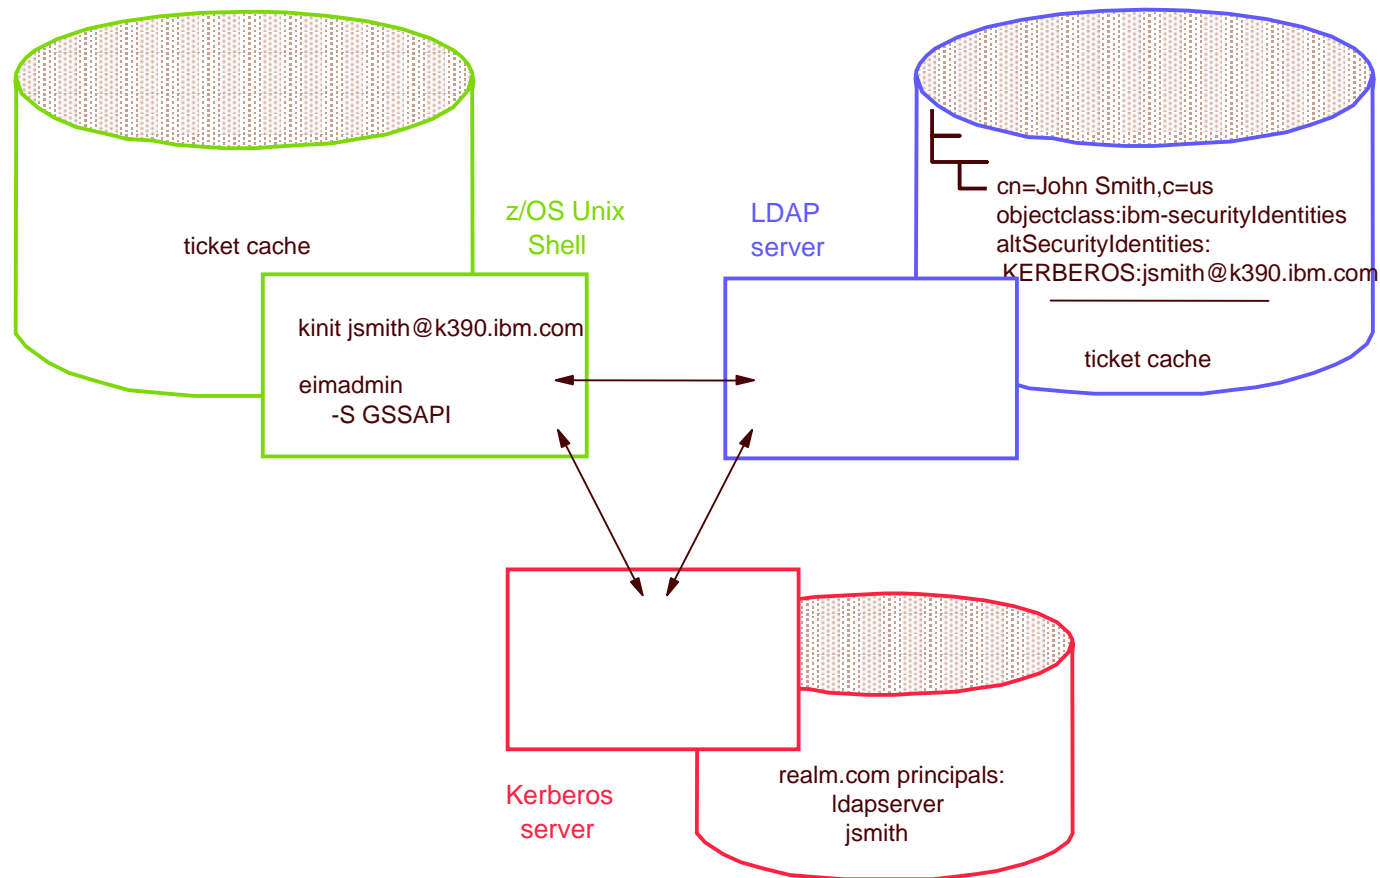 ticket cache
z/OS Unix
Shell
kinit jsmith@k390.ibm.com
eimadmin
-S GSSAPI
LDAP
server
cn=John Smith,c=us
objectclass:ibm-securityIdentities
altSecurityIdentities:
KERBEROS:jsmith@k390.ibm.com
ticket cache
Kerberos
server
realm.com principals:
ldapserver
jsmith